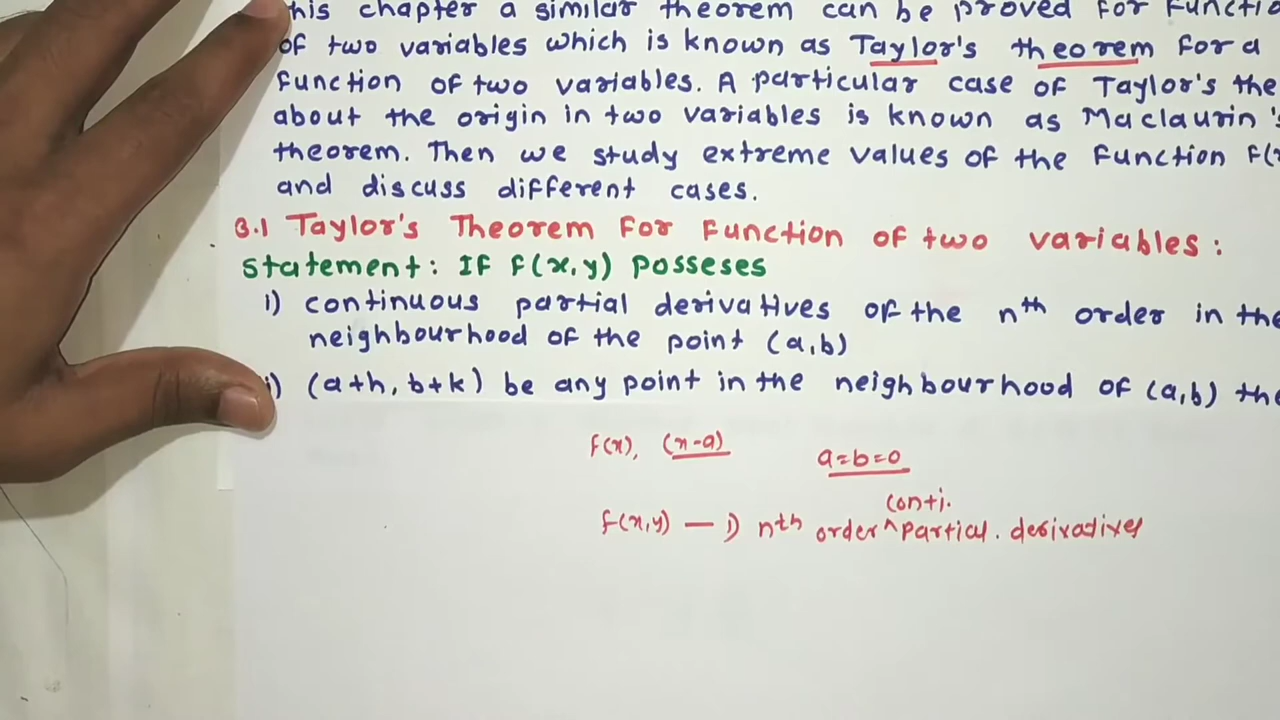 this chapter a similar theorem can be proved for functio
of two variables which is known as Taylor's theorem for a
function of two variables. A particular case of Taylor's the
about the origin in two variables is known as Maclaurin's
theorem. Then we study extreme values of the function f(x
and discuss different cases.
3.1 Taylor's Theorem For Function of two variables:
Statement: IF f(x,y) posseses
i) continuous partial derivatives of the nth order in the
neighbourhood of the point (a,b)
i) (a+h, b+k) be any point in the neighbourhood of (a,b) the
f(x), (x-a) a=b=0
conti.
f(x,y) — i) nth order ^ partial. derivatives